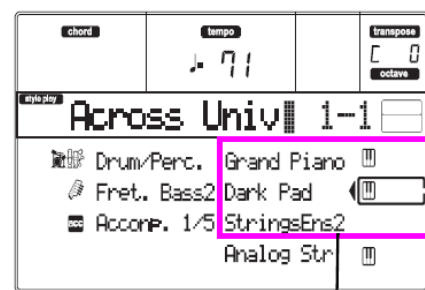 chord tempo transpose
♩= 71 C 0
octave
style play
Across Univ 1-1
Drum/Perc. Grand Piano
Fret. Bass2 Dark Pad
ACC Accomp. 1/5 StringsEns2
Analog Str